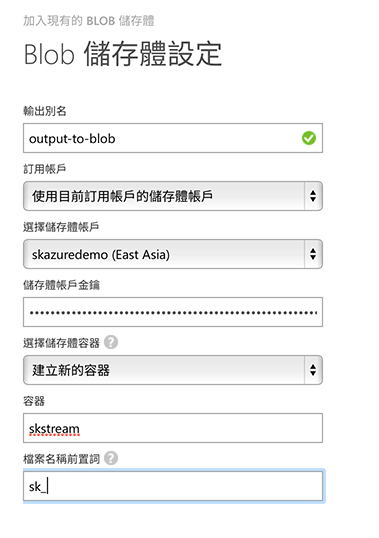 加入現有的 BLOB 儲存體
Blob 儲存體設定
輸出別名
output-to-blob
訂用帳戶
使用目前訂用帳戶的儲存體帳戶
選擇儲存體帳戶
skazuredemo (East Asia)
儲存體帳戶金鑰
選擇儲存體容器 ?
建立新的容器
容器
skstream
檔案名稱前置詞 ?
sk_